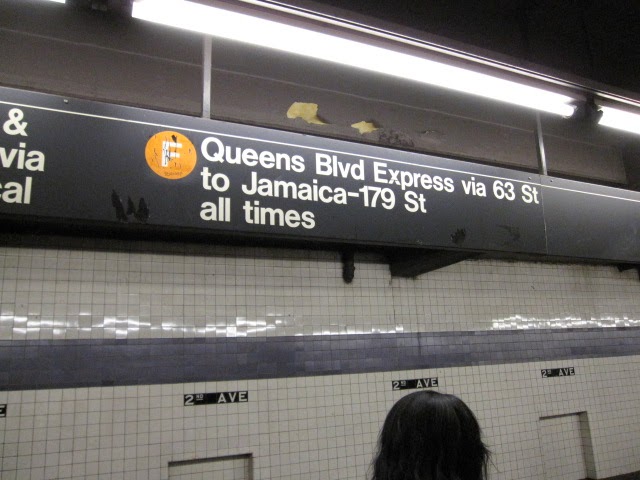 &
via
cal
F
Queens Blvd Express via 63 St
to Jamaica-179 St
all times
2ND AVE
2ND AVE
2ND AVE